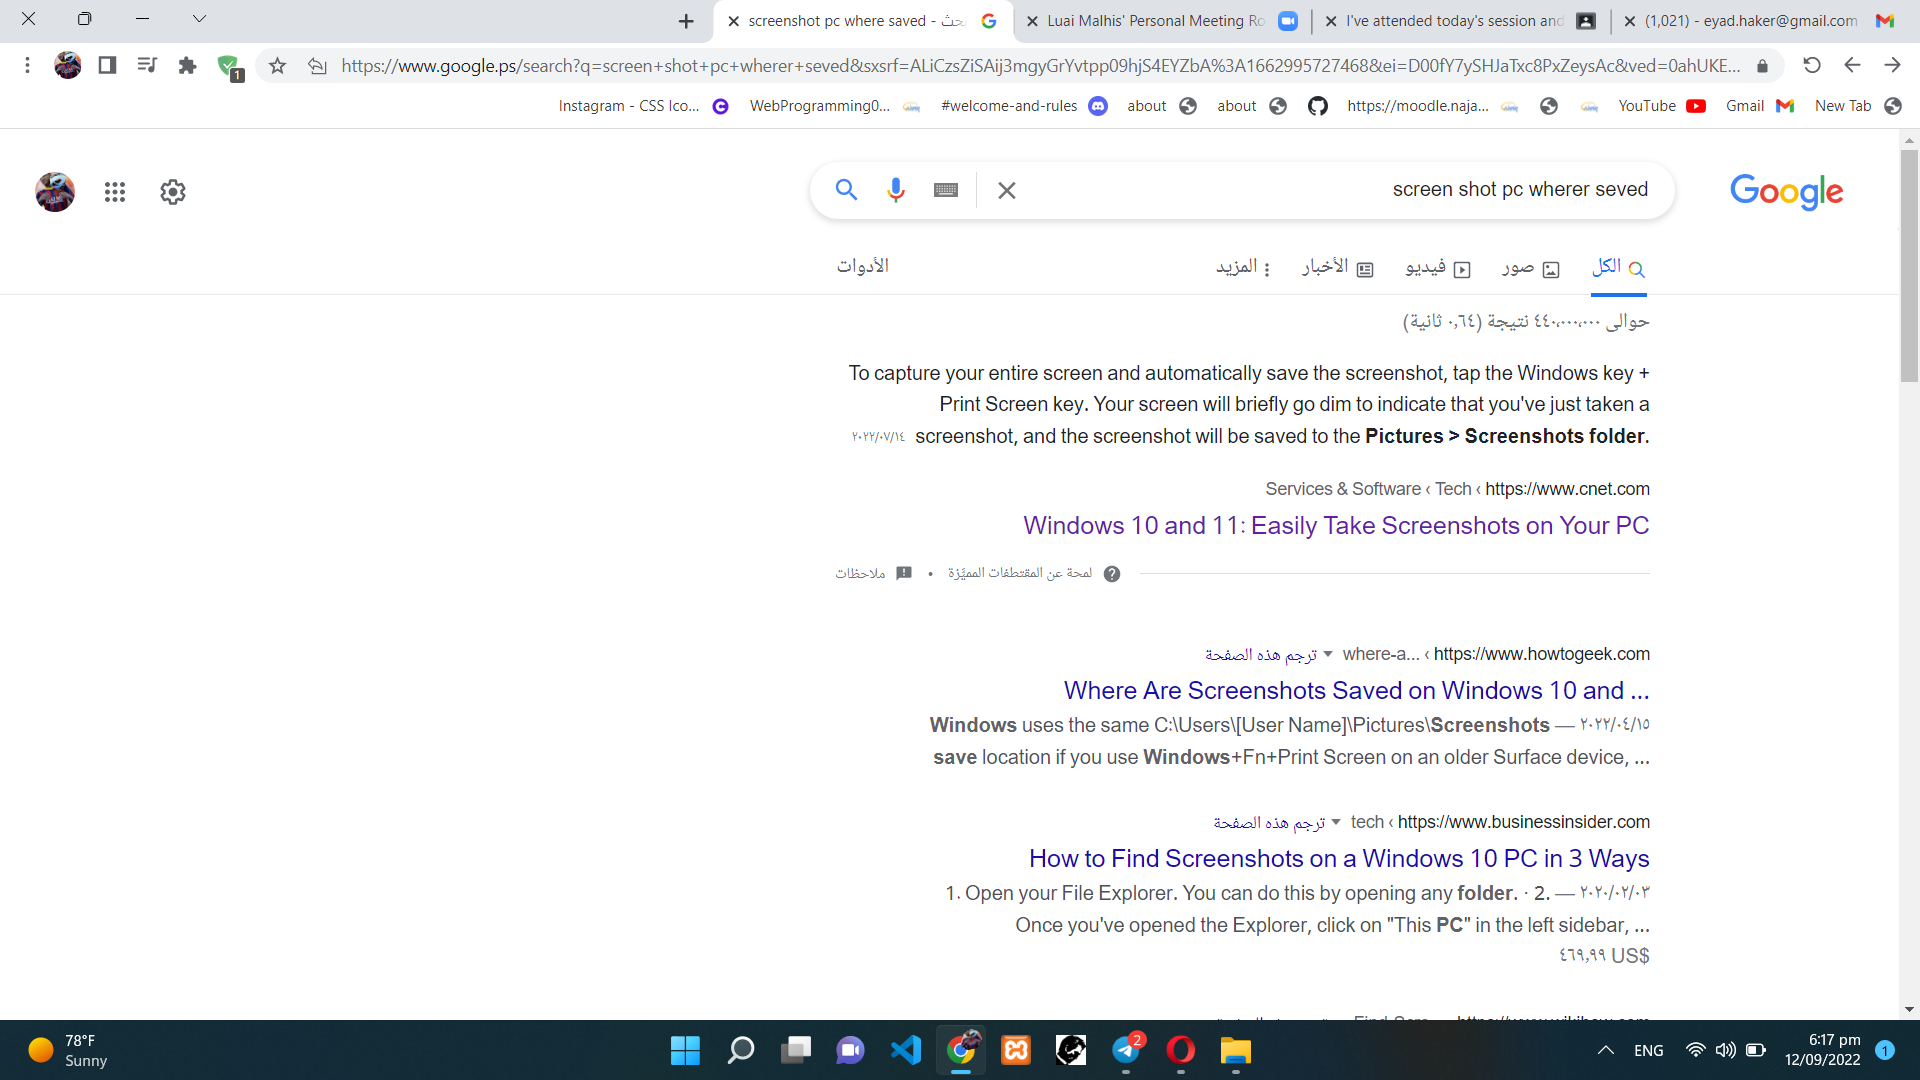 screenshot pc where saved - بحث
Luai Malhis' Personal Meeting Ro
I've attended today's session and
(1,021) - eyad.haker@gmail.com
1
https://www.google.ps/search?q=screen+shot+pc+wherer+seved&sxsrf=ALiCzsZiSAij3mgyGrYvtpp09hjS4EYZbA%3A1662995727468&ei=D00fY7ySHJaTxc8PxZeysAc&ved=0ahUKE...
Instagram - CSS Ico...
WebProgramming0...
#welcome-and-rules
about
about
https://moodle.naja...
YouTube
Gmail
New Tab
screen shot pc wherer seved
Google
الكل
صور
فيديو
الأخبار
المزيد
الأدوات
حوالى ٤٤٠,٠٠٠,٠٠٠ نتيجة (٠,٦٤ ثانية)
To capture your entire screen and automatically save the screenshot, tap the Windows key +
Print Screen key. Your screen will briefly go dim to indicate that you've just taken a
screenshot, and the screenshot will be saved to the Pictures > Screenshots folder. ٢٠٢٢/٠٧/١٤
https://www.cnet.com › Tech › Services & Software
Windows 10 and 11: Easily Take Screenshots on Your PC
لمحة عن المقتطفات المميَّزة • ملاحظات
https://www.howtogeek.com › where-a... ترجم هذه الصفحة
Where Are Screenshots Saved on Windows 10 and ...
٢٠٢٢/٠٤/١٥ — Windows uses the same C:\Users\[User Name]\Pictures\Screenshots
save location if you use Windows+Fn+Print Screen on an older Surface device, ...
https://www.businessinsider.com › tech ترجم هذه الصفحة
How to Find Screenshots on a Windows 10 PC in 3 Ways
٢٠٢٠/٠٢/٠٣ — 1. Open your File Explorer. You can do this by opening any folder. · 2.
Once you've opened the Explorer, click on "This PC" in the left sidebar, ...
٤٦٩,٩٩ US$
78°F
Sunny
2
ENG
6:17 pm
12/09/2022
1